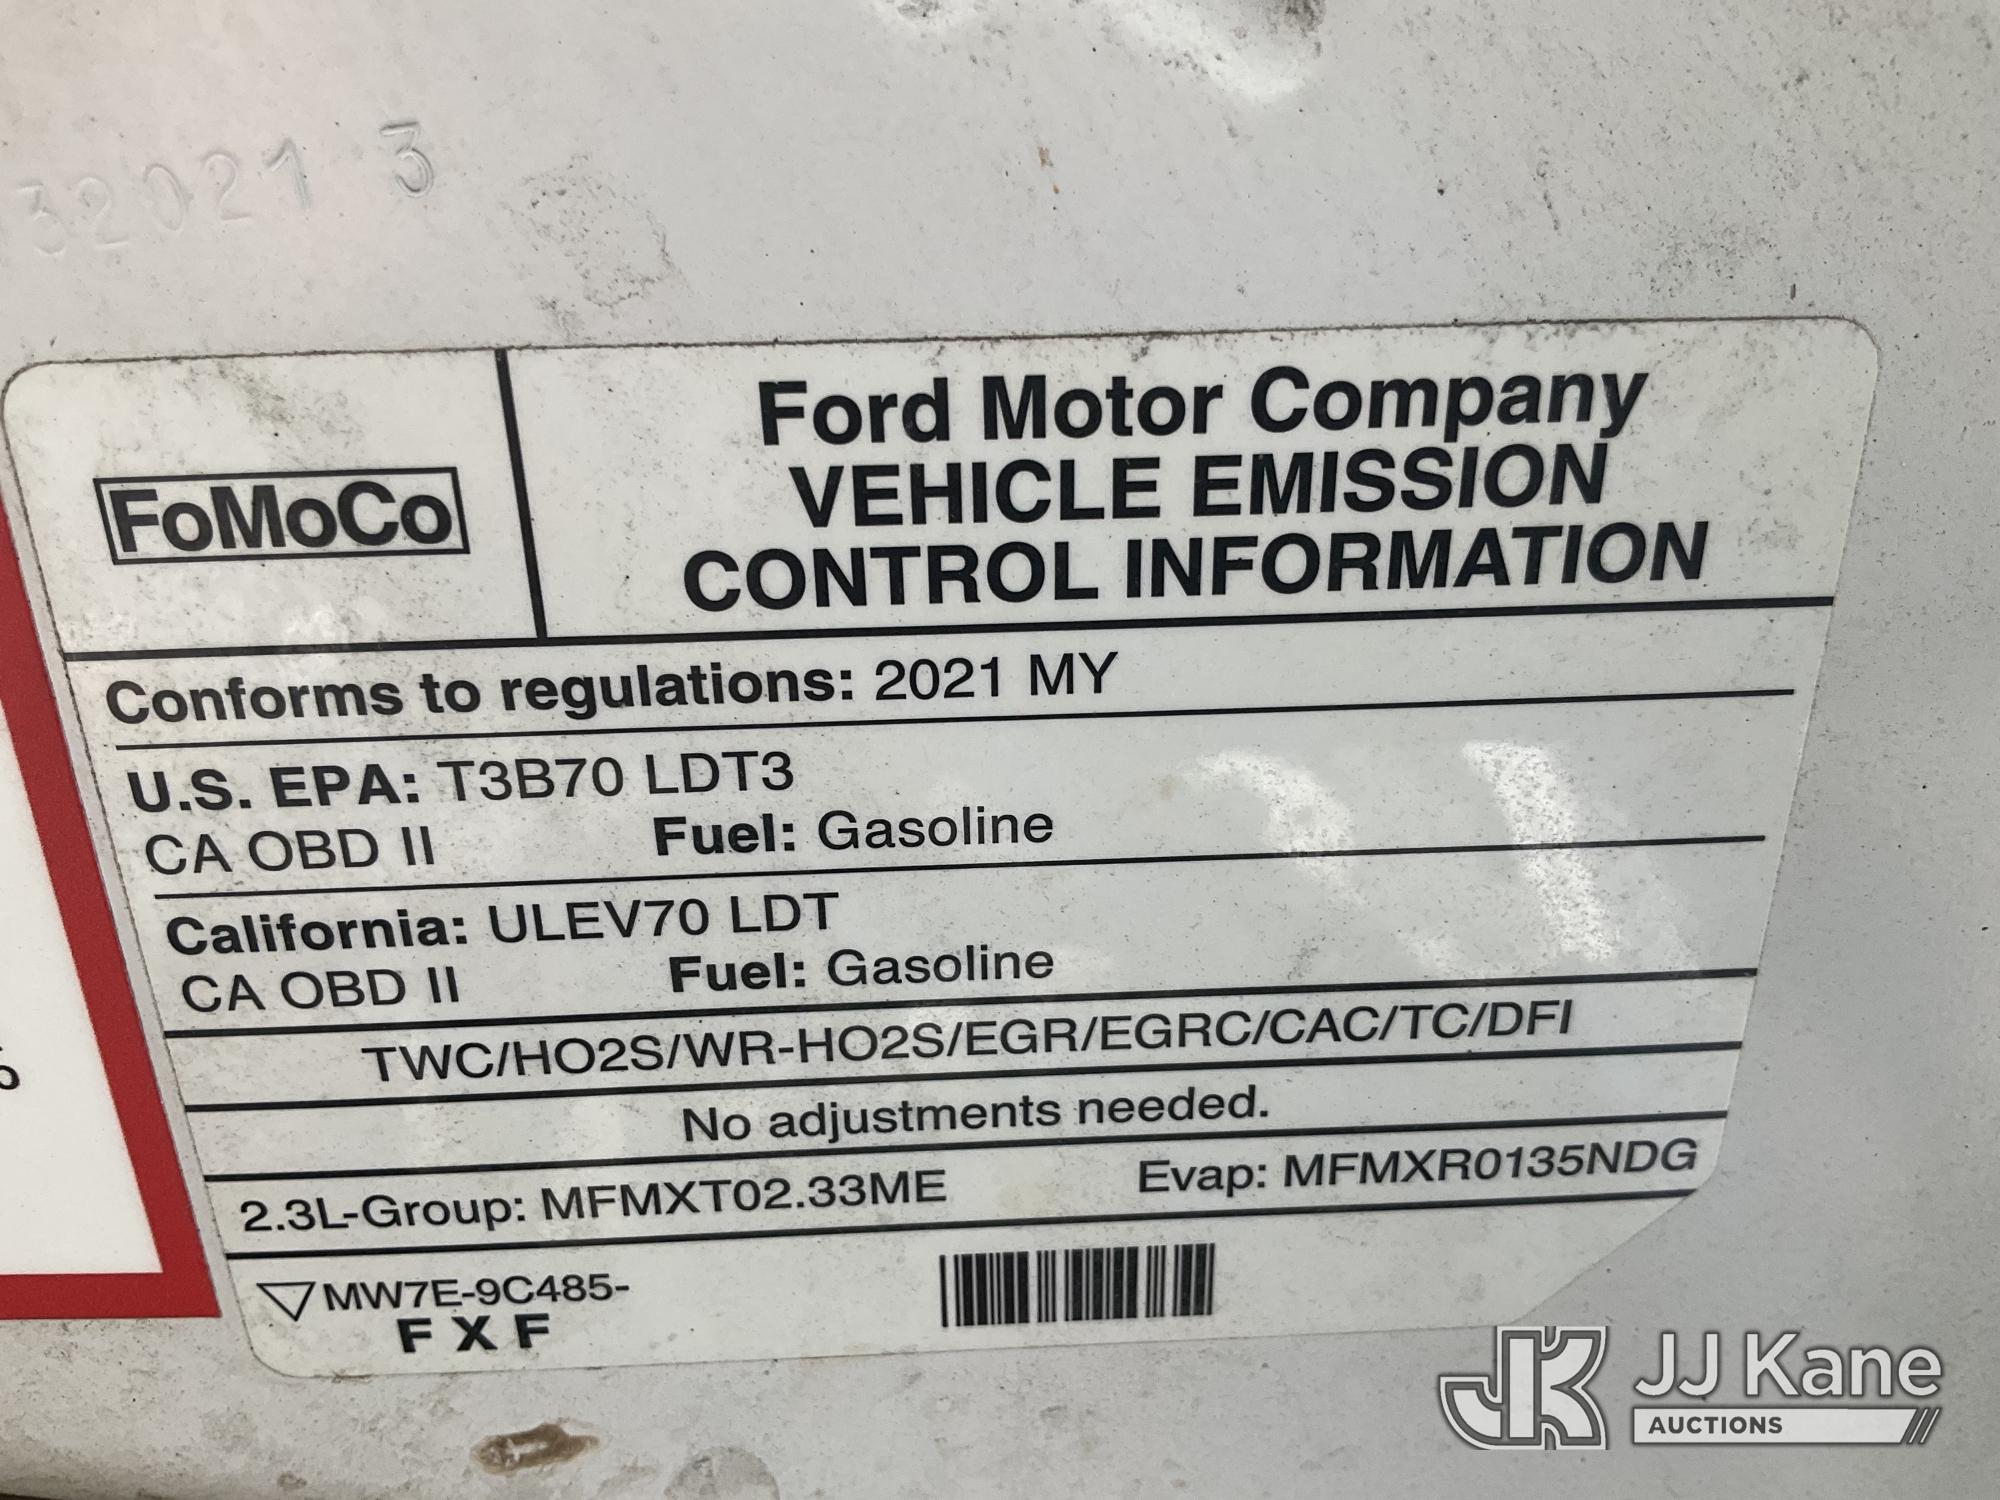 32021 3
FoMoCo
Ford Motor Company
VEHICLE EMISSION
CONTROL INFORMATION
Conforms to regulations: 2021 MY
U.S. EPA: T3B70 LDT3
CA OBD II Fuel: Gasoline
California: ULEV70 LDT
CA OBD II Fuel: Gasoline
TWC/HO2S/WR-HO2S/EGR/EGRC/CAC/TC/DFI
No adjustments needed.
2.3L-Group: MFMXT02.33ME Evap: MFMXR0135NDG
MW7E-9C485-
F X F
JJ Kane
AUCTIONS